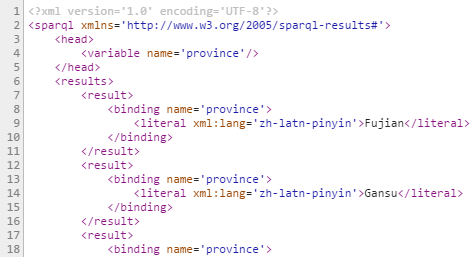 1 <?xml version='1.0' encoding='UTF-8'?>
2 <sparql xmlns='http://www.w3.org/2005/sparql-results#'>
3     <head>
4         <variable name='province'/>
5     </head>
6     <results>
7         <result>
8             <binding name='province'>
9                 <literal xml:lang='zh-latn-pinyin'>Fujian</literal>
10             </binding>
11         </result>
12         <result>
13             <binding name='province'>
14                 <literal xml:lang='zh-latn-pinyin'>Gansu</literal>
15             </binding>
16         </result>
17         <result>
18             <binding name='province'>